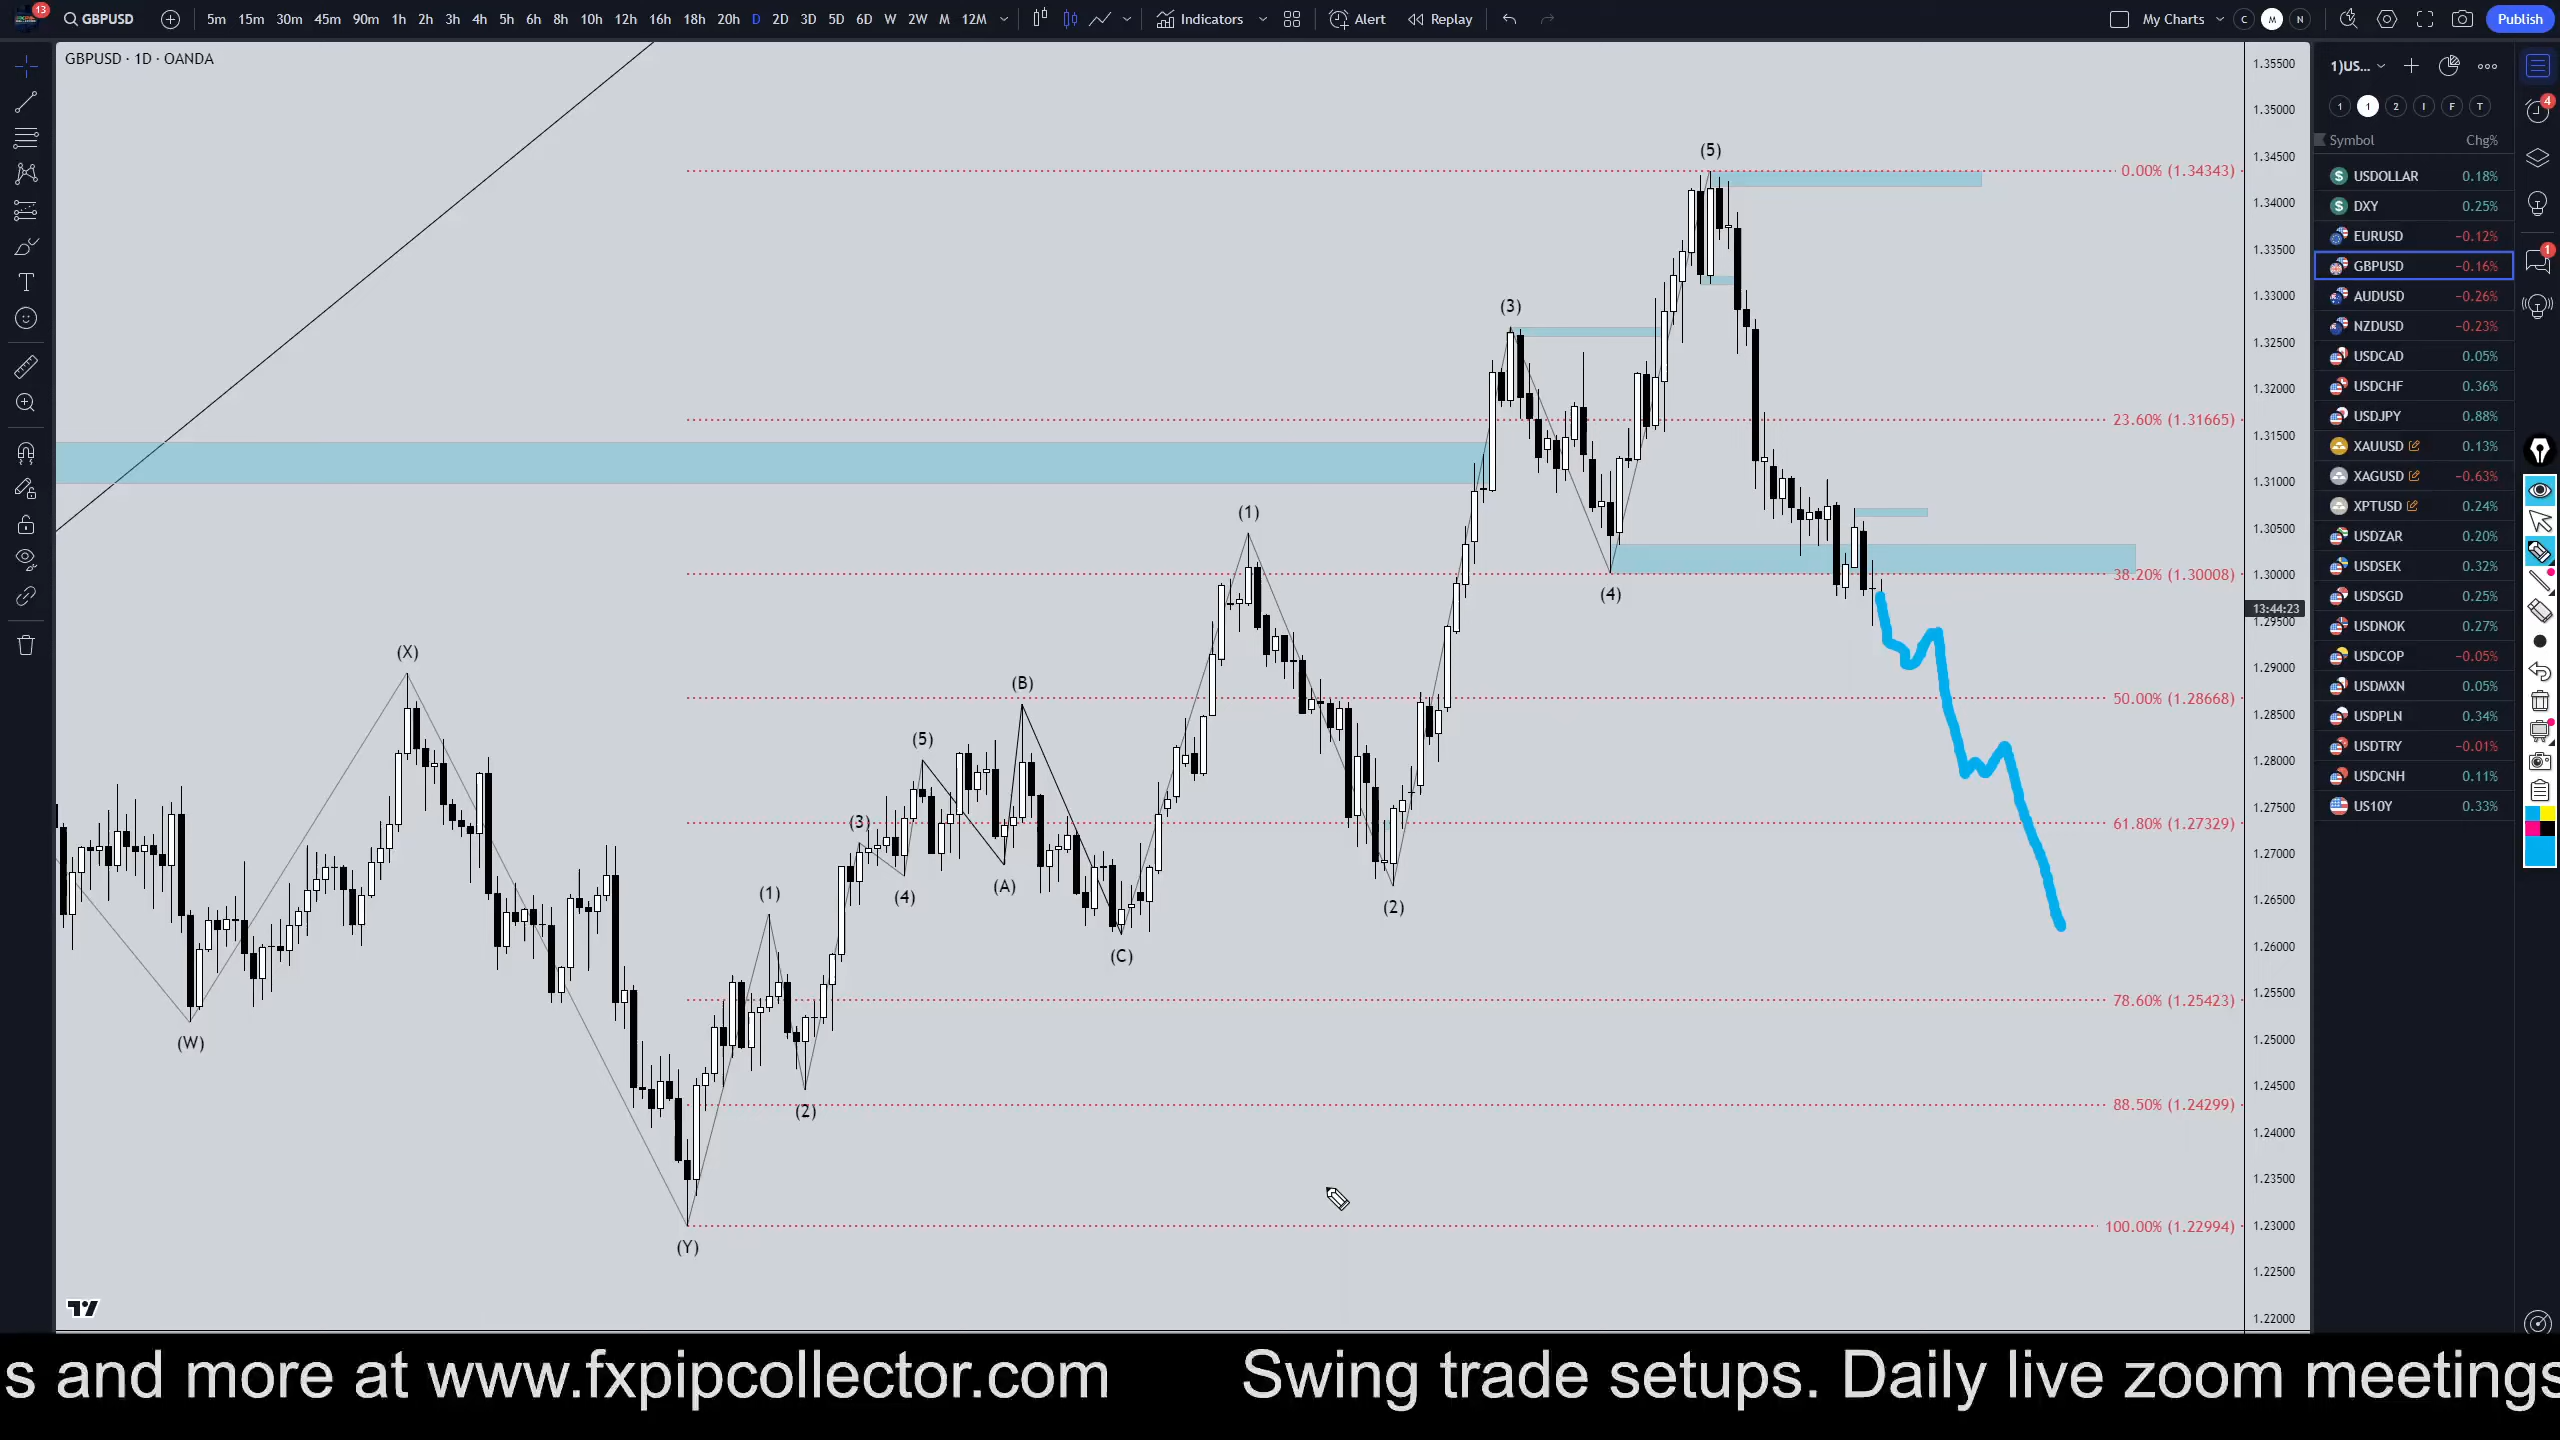 13
GBPUSD 5m 15m 30m 45m 90m 1h 2h 3h 4h 5h 6h 8h 10h 12h 16h 18h 20h D 2D 3D 5D 6D W 2W M 12M Indicators Alert Replay My Charts C M N Publish
GBPUSD · 1D · OANDA
1)US...
1 1 2 I F T
Symbol Chg%
USDOLLAR 0.18%
DXY 0.25%
EURUSD −0.12%
GBPUSD −0.16%
AUDUSD −0.26%
NZDUSD −0.23%
USDCAD 0.05%
USDCHF 0.36%
USDJPY 0.88%
XAUUSD 0.13%
XAGUSD −0.63%
XPTUSD 0.24%
USDZAR 0.20%
USDSEK 0.32%
USDSGD 0.25%
USDNOK 0.27%
USDCOP −0.05%
USDMXN 0.05%
USDPLN 0.34%
USDTRY −0.01%
USDCNH 0.11%
US10Y 0.33%
4
1
1.35500
1.35000
1.34500
1.34000
1.33500
1.33000
1.32500
1.32000
1.31500
1.31000
1.30500
1.30000
13:44:23
1.29500
1.29000
1.28500
1.28000
1.27500
1.27000
1.26500
1.26000
1.25500
1.25000
1.24500
1.24000
1.23500
1.23000
1.22500
1.22000
0.00% (1.34343)
23.60% (1.31665)
38.20% (1.30008)
50.00% (1.28668)
61.80% (1.27329)
78.60% (1.25423)
88.50% (1.24299)
100.00% (1.22994)
(W)
(X)
(Y)
(1)
(2)
(3)
(4)
(5)
(A)
(B)
(C)
(1)
(2)
(3)
(4)
(5)
s and more at www.fxpipcollector.com Swing trade setups. Daily live zoom meetings